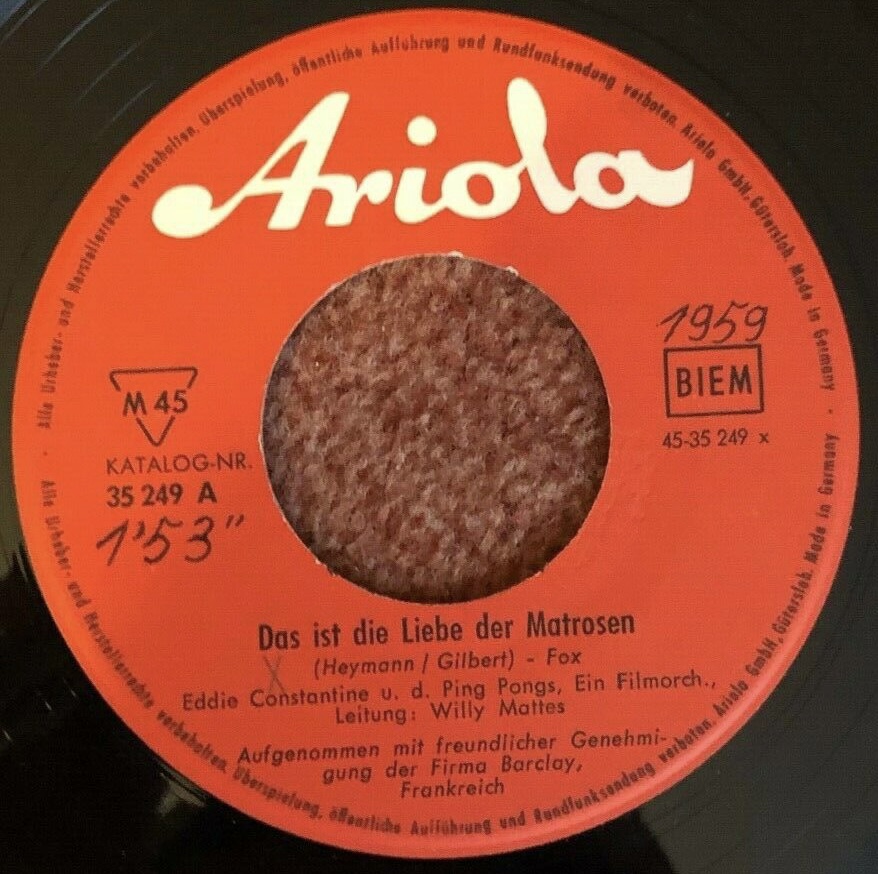 Alle Urheber- und Herstellerrechte vorbehalten. Überspielung, öffentliche Aufführung und Rundfunksendung verboten. Ariola GmbH, Gütersloh. Made in Germany
Ariola
1959
BIEM
45-35 249 x
M 45
KATALOG-NR.
35 249 A
1'53"
Das ist die Liebe der Matrosen
(Heymann / Gilbert) - Fox
Eddie Constantine u. d. Ping Pongs, Ein Filmorch.,
Leitung: Willy Mattes
Aufgenommen mit freundlicher Genehmi-
gung der Firma Barclay,
Frankreich
Alle Urheber- und Herstellerrechte vorbehalten. Überspielung, öffentliche Aufführung und Rundfunksendung verboten. Ariola GmbH, Gütersloh. Made in Germany